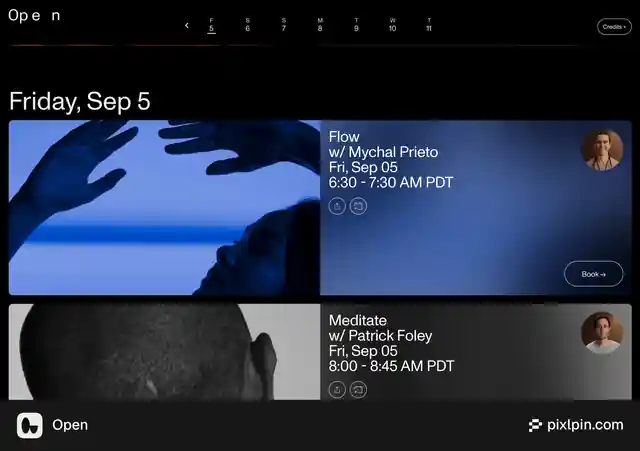 Open
F S S M T W T
5 6 7 8 9 10 11
Credits +
Friday, Sep 5
Flow
w/ Mychal Prieto
Fri, Sep 05
6:30 - 7:30 AM PDT
Book →
Meditate
w/ Patrick Foley
Fri, Sep 05
8:00 - 8:45 AM PDT
Open
pixlpin.com